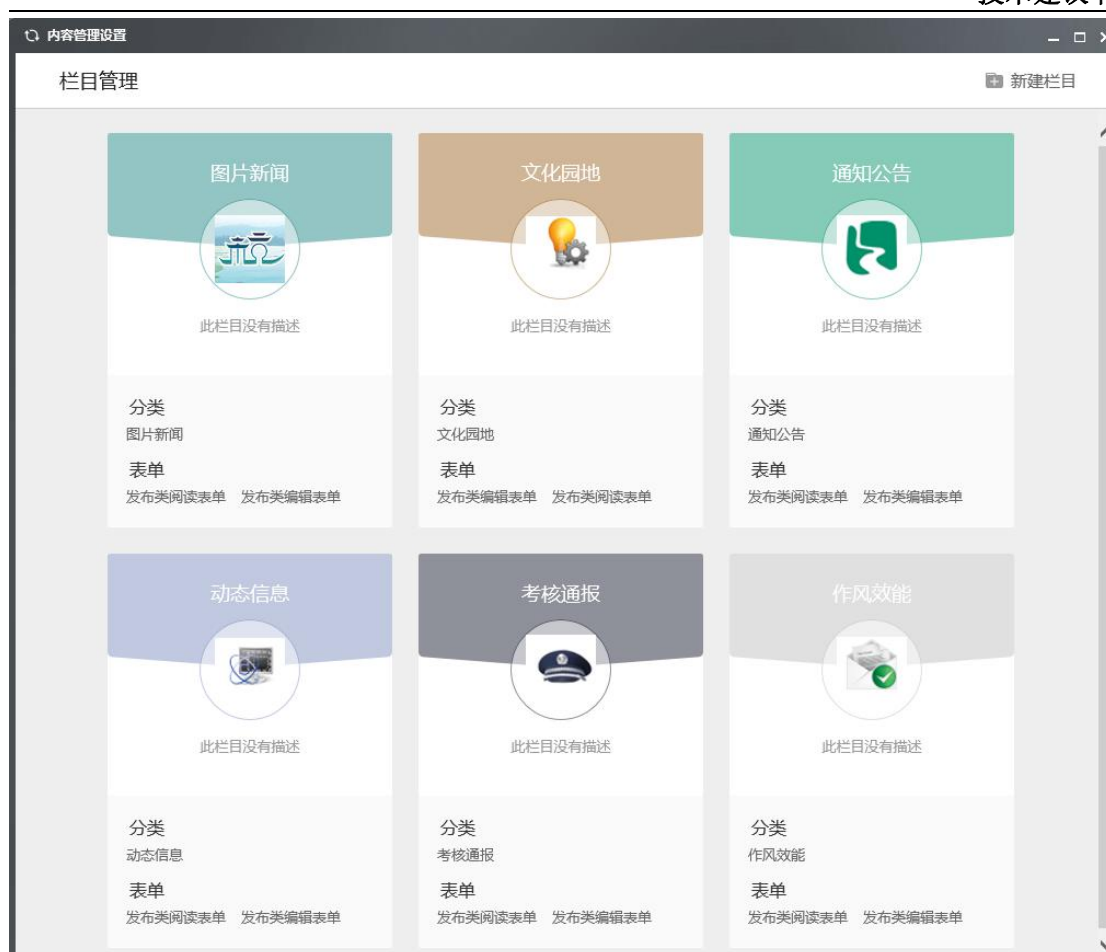 内容管理设置
栏目管理
新建栏目
图片新闻
文化园地
通知公告
此栏目没有描述
此栏目没有描述
此栏目没有描述
分类
图片新闻
表单
发布类阅读表单 发布类编辑表单
分类
文化园地
表单
发布类编辑表单 发布类阅读表单
分类
通知公告
表单
发布类阅读表单 发布类编辑表单
动态信息
考核通报
作风效能
此栏目没有描述
此栏目没有描述
此栏目没有描述
分类
动态信息
表单
发布类阅读表单 发布类编辑表单
分类
考核通报
表单
发布类阅读表单 发布类编辑表单
分类
作风效能
表单
发布类阅读表单 发布类编辑表单